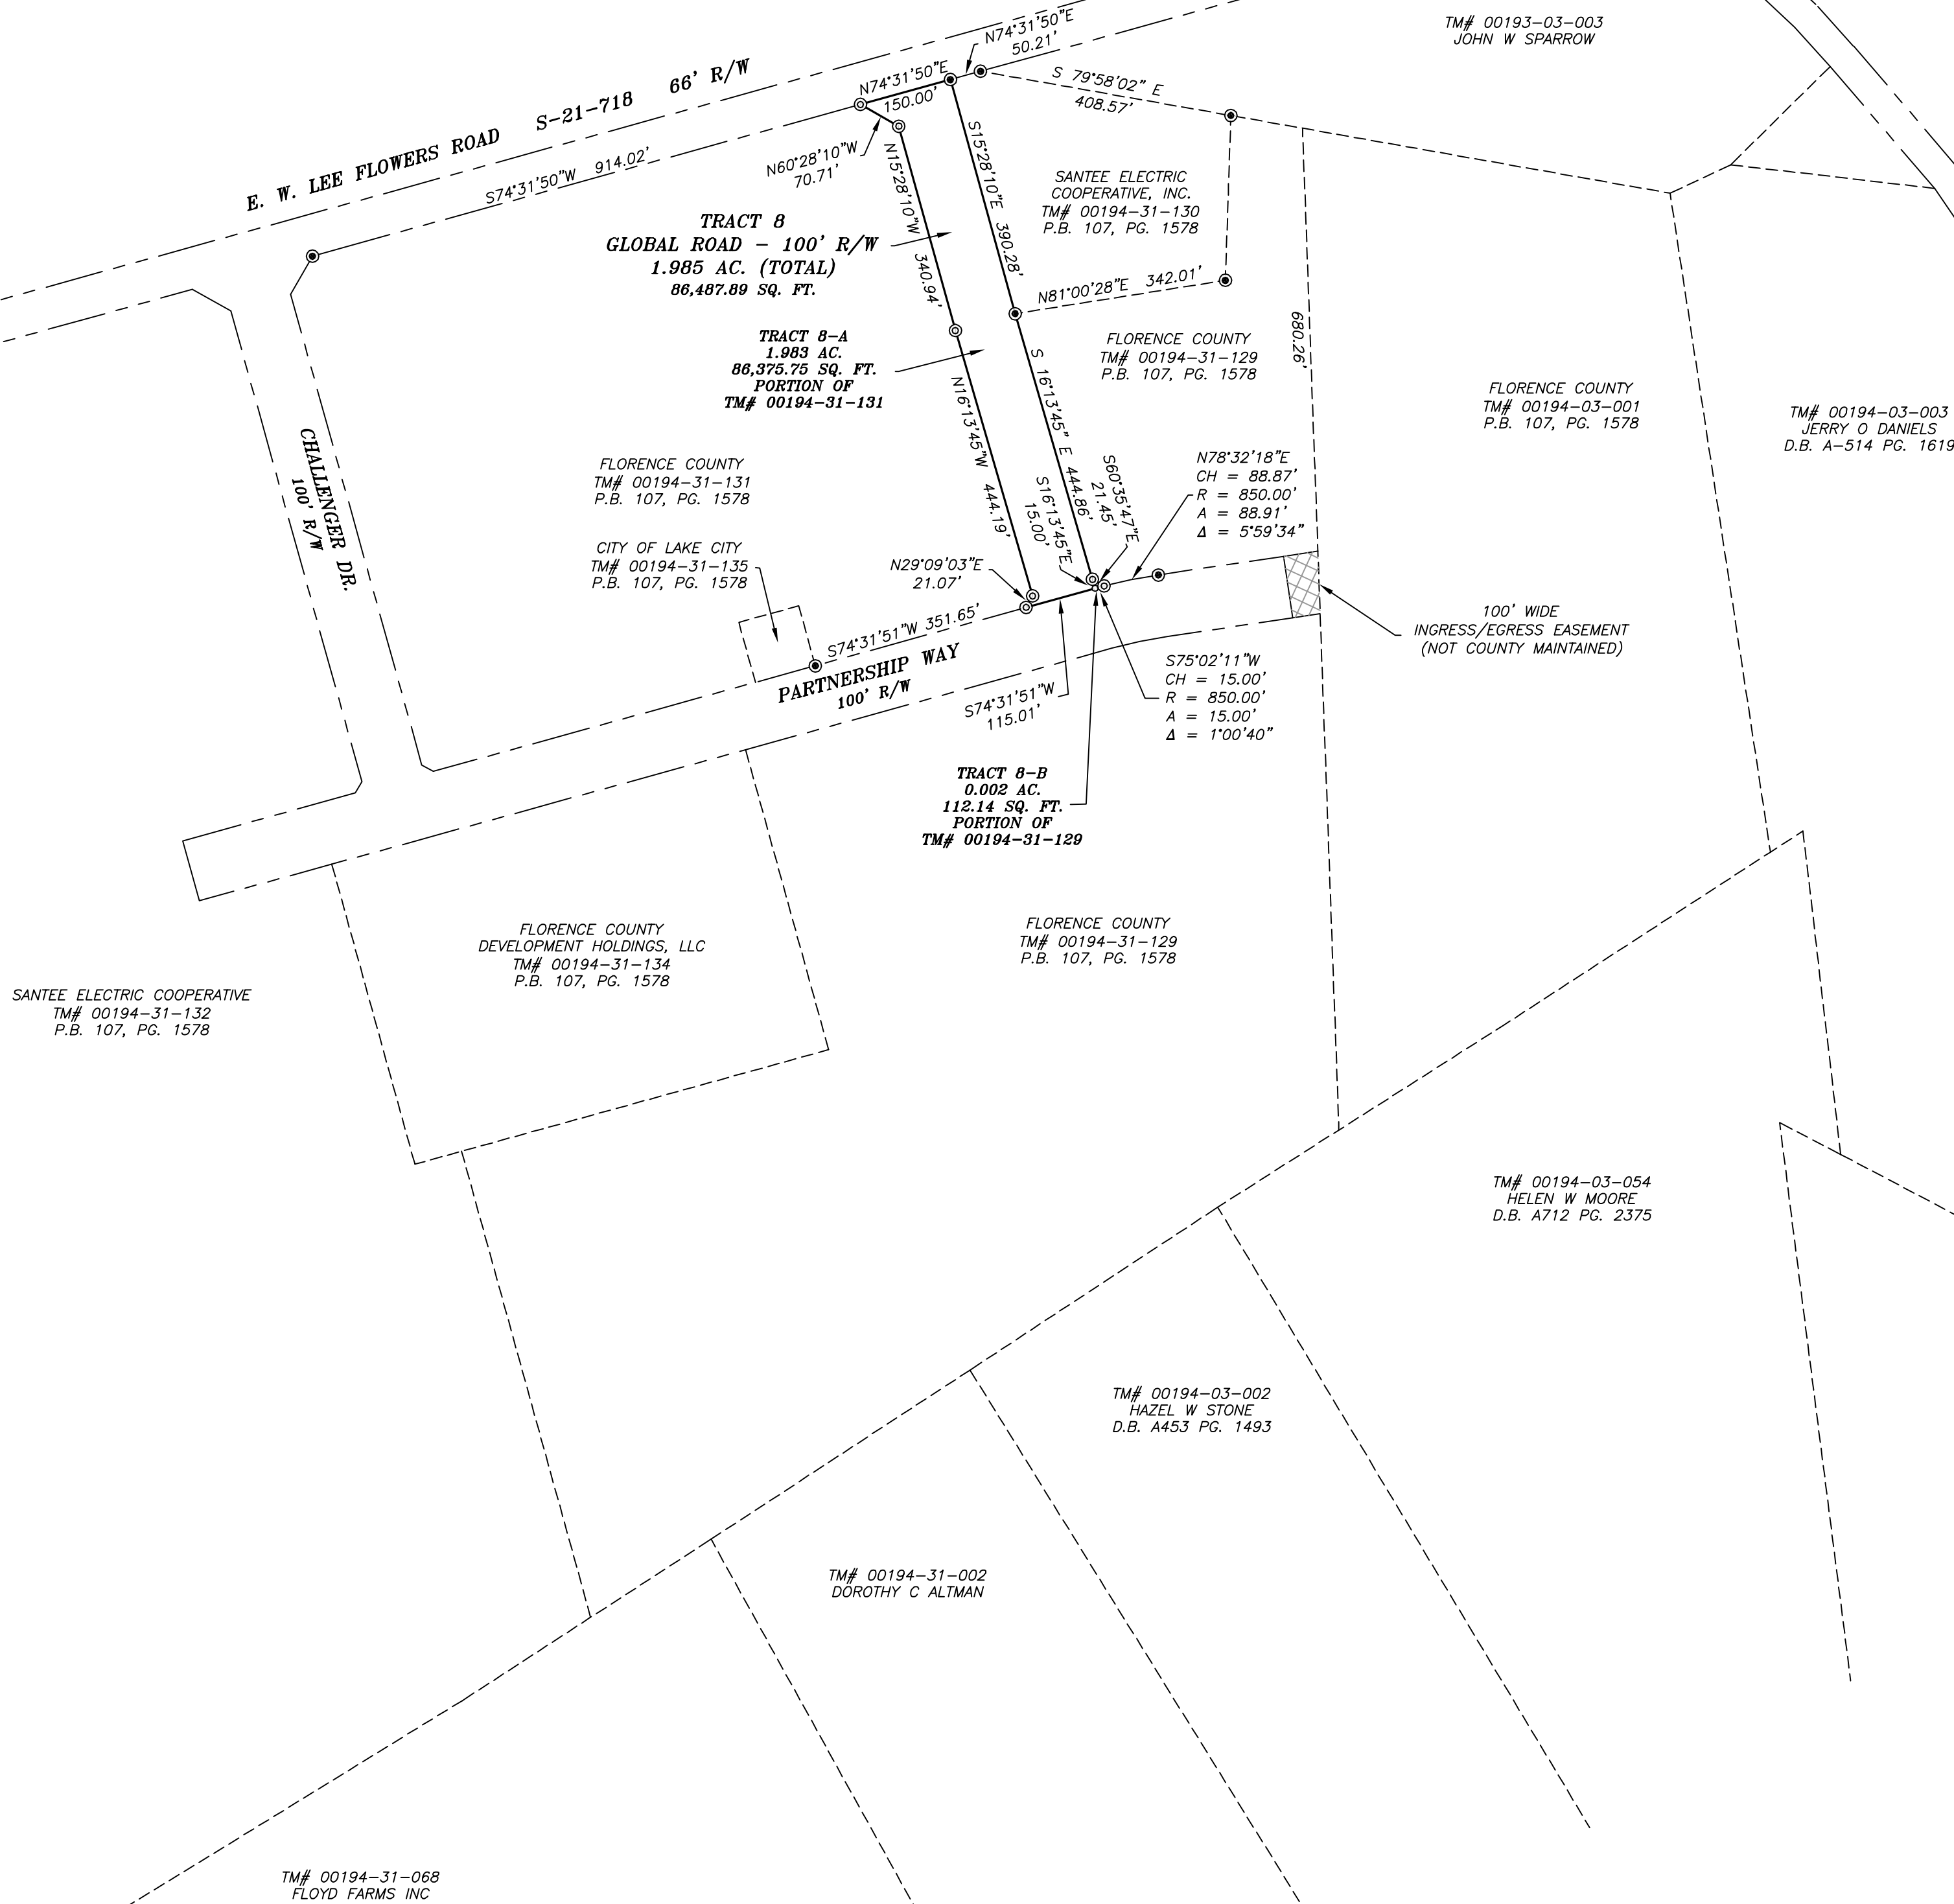 TM# 00193-03-003
JOHN W SPARROW
N74°31'50"E
50.21'
E. W. LEE FLOWERS ROAD S-21-718 66' R/W
N74°31'50"E
150.00'
S 79°58'02" E
408.57'
S74°31'50"W 914.02'
N60°28'10"W
70.71'
N15°28'10"W 340.94'
S15°28'10"E 390.28'
SANTEE ELECTRIC
COOPERATIVE, INC.
TM# 00194-31-130
P.B. 107, PG. 1578
TRACT 8
GLOBAL ROAD - 100' R/W
1.985 AC. (TOTAL)
86,487.89 SQ. FT.
N81°00'28"E 342.01'
680.26'
TRACT 8-A
1.983 AC.
86,375.75 SQ. FT.
PORTION OF
TM# 00194-31-131
FLORENCE COUNTY
TM# 00194-31-129
P.B. 107, PG. 1578
FLORENCE COUNTY
TM# 00194-03-001
P.B. 107, PG. 1578
TM# 00194-03-003
JERRY O DANIELS
D.B. A-514 PG. 1619
N16°13'45"W 444.19'
S 16°13'45" E 444.86'
CHALLENGER DR.
100' R/W
FLORENCE COUNTY
TM# 00194-31-131
P.B. 107, PG. 1578
S16°13'45"E
15.00'
S60°35'47"E
21.45'
N78°32'18"E
CH = 88.87'
R = 850.00'
A = 88.91'
Δ = 5°59'34"
CITY OF LAKE CITY
TM# 00194-31-135
P.B. 107, PG. 1578
N29°09'03"E
21.07'
100' WIDE
INGRESS/EGRESS EASEMENT
(NOT COUNTY MAINTAINED)
S74°31'51"W 351.65'
PARTNERSHIP WAY
100' R/W
S74°31'51"W
115.01'
S75°02'11"W
CH = 15.00'
R = 850.00'
A = 15.00'
Δ = 1°00'40"
TRACT 8-B
0.002 AC.
112.14 SQ. FT.
PORTION OF
TM# 00194-31-129
FLORENCE COUNTY
DEVELOPMENT HOLDINGS, LLC
TM# 00194-31-134
P.B. 107, PG. 1578
FLORENCE COUNTY
TM# 00194-31-129
P.B. 107, PG. 1578
SANTEE ELECTRIC COOPERATIVE
TM# 00194-31-132
P.B. 107, PG. 1578
TM# 00194-03-054
HELEN W MOORE
D.B. A712 PG. 2375
TM# 00194-03-002
HAZEL W STONE
D.B. A453 PG. 1493
TM# 00194-31-002
DOROTHY C ALTMAN
TM# 00194-31-068
FLOYD FARMS INC